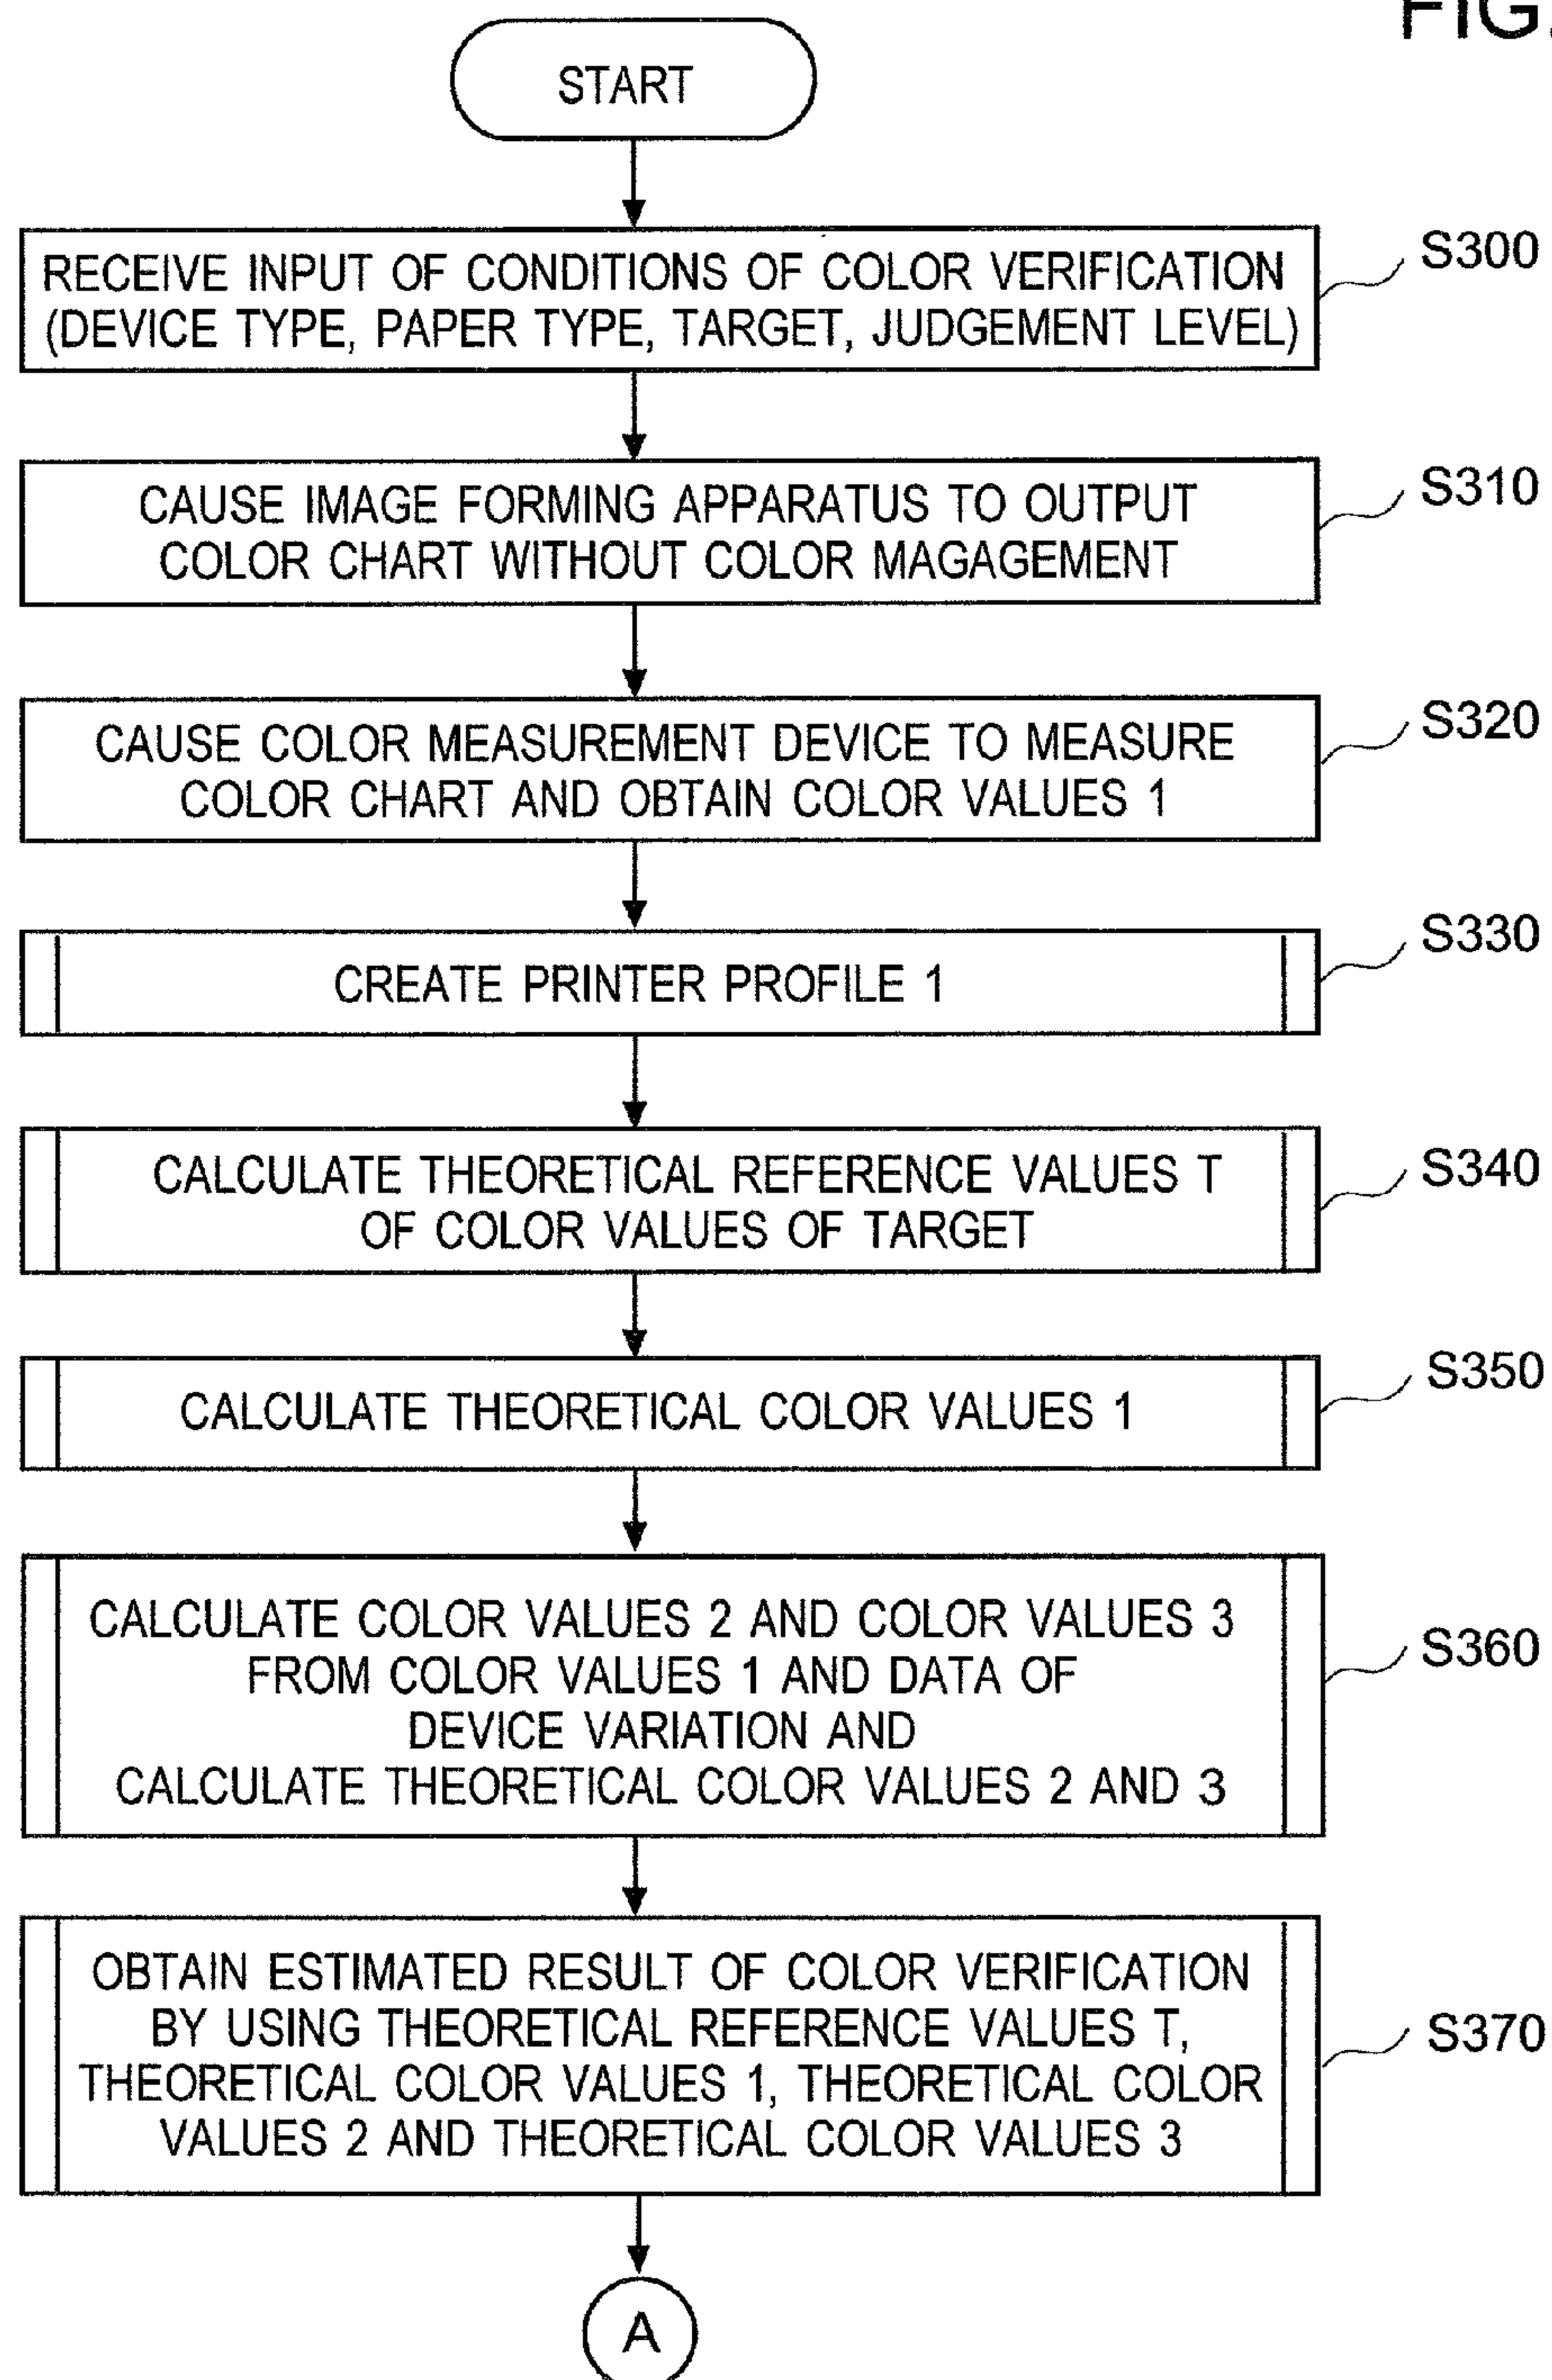 FIG.
START
RECEIVE INPUT OF CONDITIONS OF COLOR VERIFICATION
(DEVICE TYPE, PAPER TYPE, TARGET, JUDGEMENT LEVEL)
S300
CAUSE IMAGE FORMING APPARATUS TO OUTPUT
COLOR CHART WITHOUT COLOR MAGAGEMENT
S310
CAUSE COLOR MEASUREMENT DEVICE TO MEASURE
COLOR CHART AND OBTAIN COLOR VALUES 1
S320
CREATE PRINTER PROFILE 1
S330
CALCULATE THEORETICAL REFERENCE VALUES T
OF COLOR VALUES OF TARGET
S340
CALCULATE THEORETICAL COLOR VALUES 1
S350
CALCULATE COLOR VALUES 2 AND COLOR VALUES 3
FROM COLOR VALUES 1 AND DATA OF
DEVICE VARIATION AND
CALCULATE THEORETICAL COLOR VALUES 2 AND 3
S360
OBTAIN ESTIMATED RESULT OF COLOR VERIFICATION
BY USING THEORETICAL REFERENCE VALUES T,
THEORETICAL COLOR VALUES 1, THEORETICAL COLOR
VALUES 2 AND THEORETICAL COLOR VALUES 3
S370
A